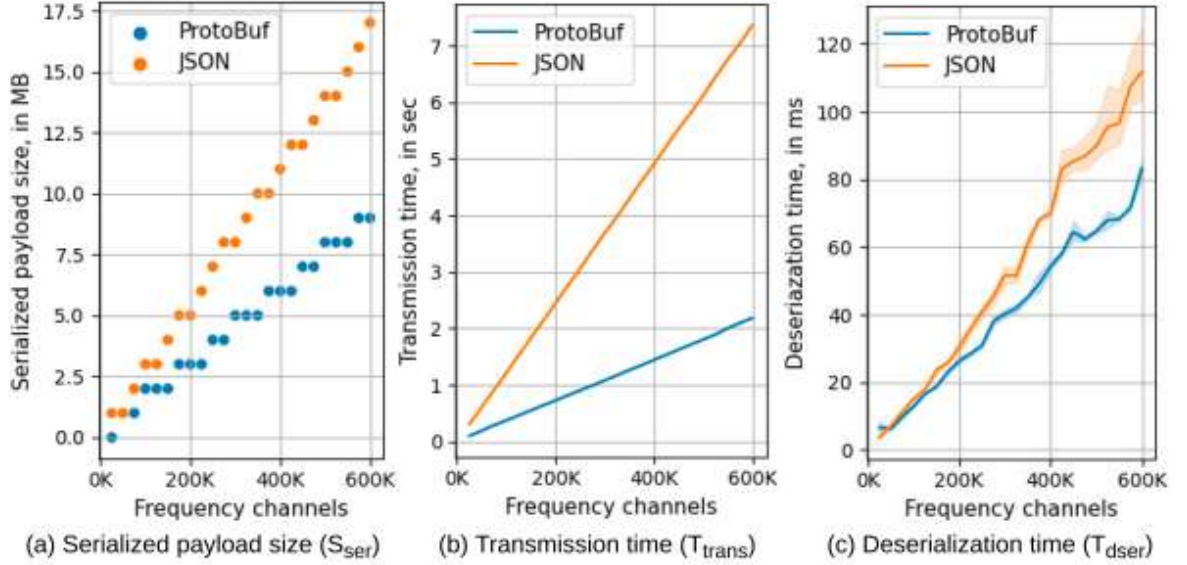 Serialized payload size, in MB
17.5
15.0
12.5
10.0
7.5
5.0
2.5
0.0
ProtoBuf
JSON
0K
200K
400K
600K
Frequency channels
(a) Serialized payload size (Sser)
Transmission time, in sec
7
6
5
4
3
2
1
0
ProtoBuf
JSON
0K
200K
400K
600K
Frequency channels
(b) Transmission time (Ttrans)
Deseriazation time, in ms
120
100
80
60
40
20
0
ProtoBuf
JSON
0K
200K
400K
600K
Frequency channels
(c) Deserialization time (Tdser)